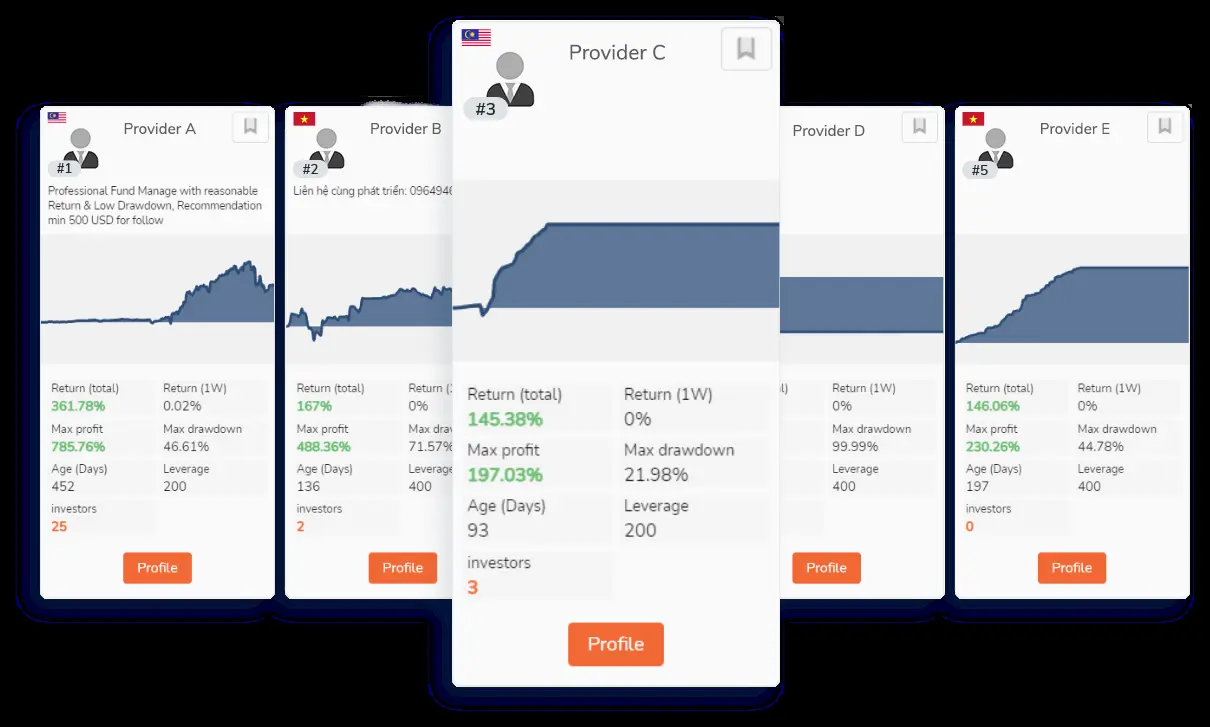 Provider A
#1
Professional Fund Manage with reasonable
Return & Low Drawdown, Recommendation
min 500 USD for follow
Return (total) Return (1W)
361.78% 0.02%
Max profit Max drawdown
785.76% 46.61%
Age (Days) Leverage
452 200
investors
25
Profile
Provider B
#2
Liên hệ cùng phát triển:
Return (total) Return
167% 0%
Max profit Max
488.36% 71.57%
Age (Days) Leverage
136 400
investors
2
Profile
Provider C
#3
Return (total) Return (1W)
145.38% 0%
Max profit Max drawdown
197.03% 21.98%
Age (Days) Leverage
93 200
investors
3
Profile
Provider D
Return (1W)
0%
Max drawdown
99.99%
Leverage
400
Profile
Provider E
#5
Return (total) Return (1W)
146.06% 0%
Max profit Max drawdown
230.26% 44.78%
Age (Days) Leverage
197 400
investors
0
Profile